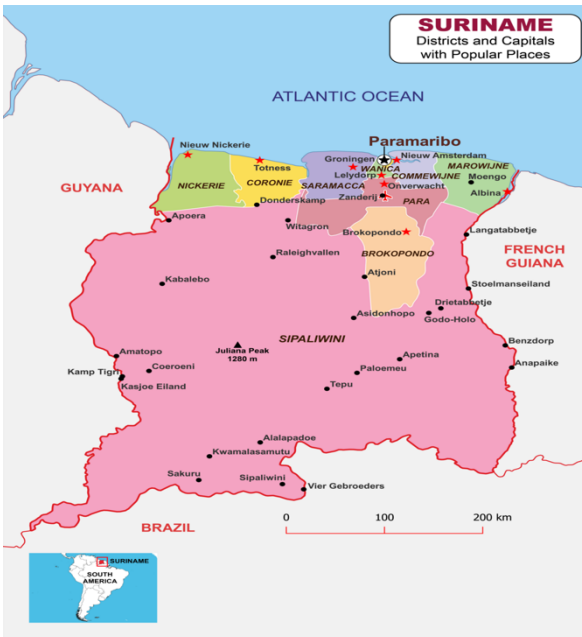 SURINAME
Districts and Capitals
with Popular Places
ATLANTIC OCEAN
Paramaribo
Nieuw Nickerie
Groningen
Nieuw Amsterdam
Totness
WANICA
MAROWIJNE
Lelydorp
COMMEWIJNE
Moengo
GUYANA
NICKERIE
CORONIE
SARAMACCA
Onverwacht
Albina
Donderskamp
Zanderij
PARA
Apoera
Witagron
Brokopondo
Langatabbetje
Raleighvallen
BROKOPONDO
FRENCH
GUIANA
Atjoni
Kabalebo
Stoelmanseiland
Drietabbetje
Asidonhopo
Godo-Holo
SIPALIWINI
Juliana Peak
1280 m
Benzdorp
Amatopo
Apetina
Anapaike
Coeroeni
Kamp Tigri
Paloemeu
Kasjoe Eiland
Tepu
Alalapadoe
Kwamalasamutu
Sakuru
Sipaliwini
Vier Gebroeders
BRAZIL
0 100 200 km
SURINAME
SOUTH
AMERICA